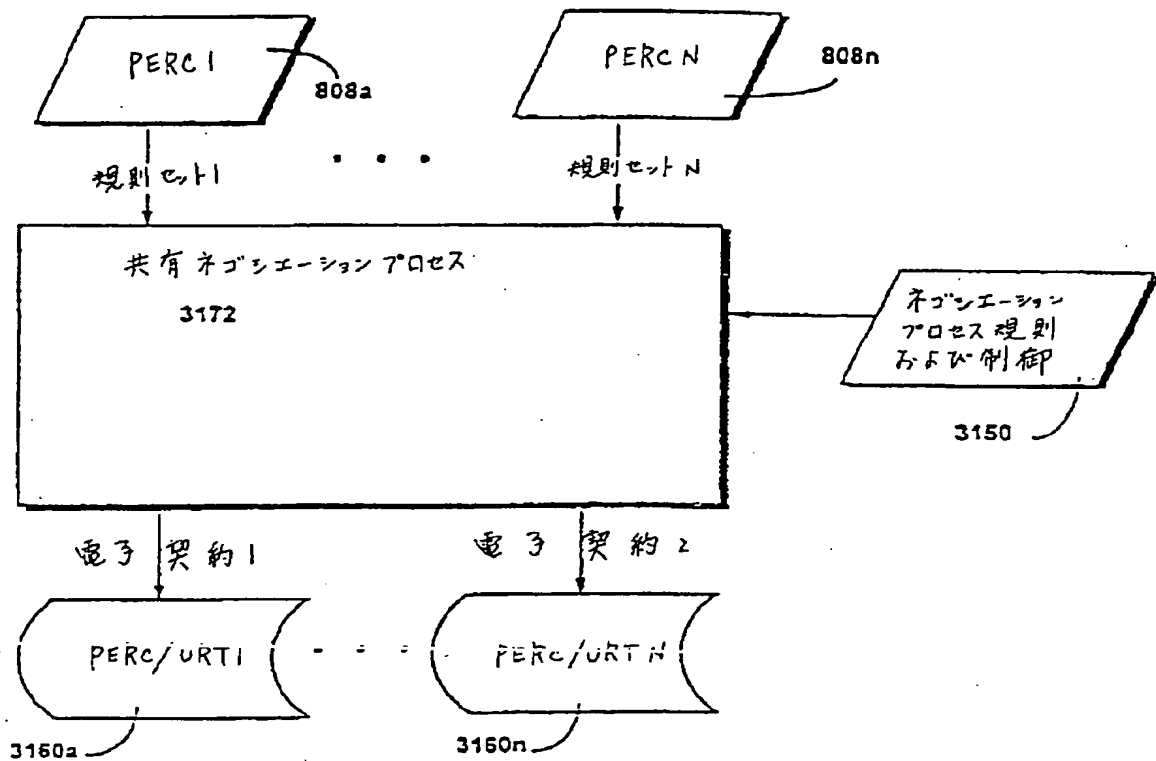 PERC 1
808a
PERC N
808n
規則セット1
規則セットN
共有ネゴシエーションプロセス
3172
ネゴシエーション
プロセス規則
および制御
3150
電子契約1
電子契約2
PERC/URT1
PERC/URTN
3160a
3160n